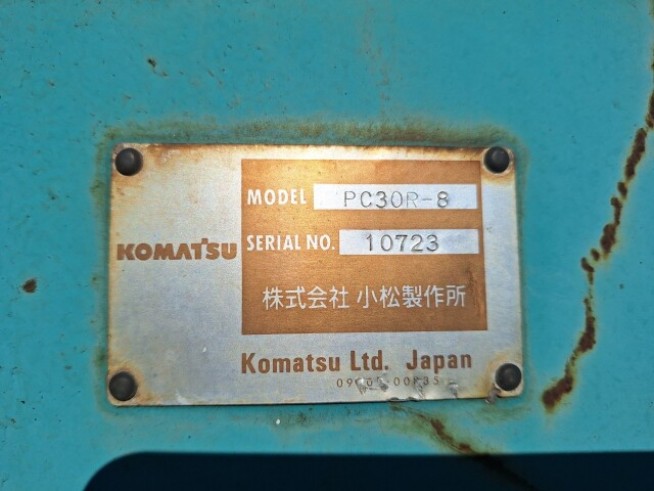 KOMATSU
MODEL PC30R-8
SERIAL NO. 10723
株式会社 小松製作所
Komatsu Ltd. Japan